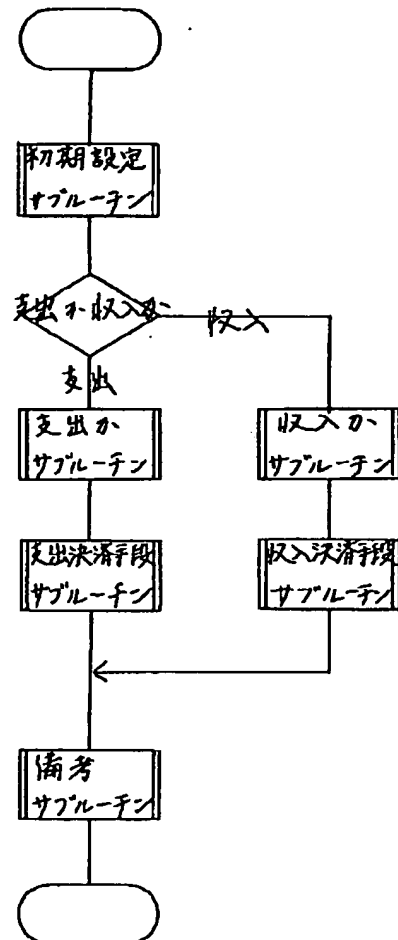 初期設定
サブルーチン
支出か収入か
収入
支出
支出か
サブルーチン
収入か
サブルーチン
支出決済手段
サブルーチン
収入決済手段
サブルーチン
備考
サブルーチン